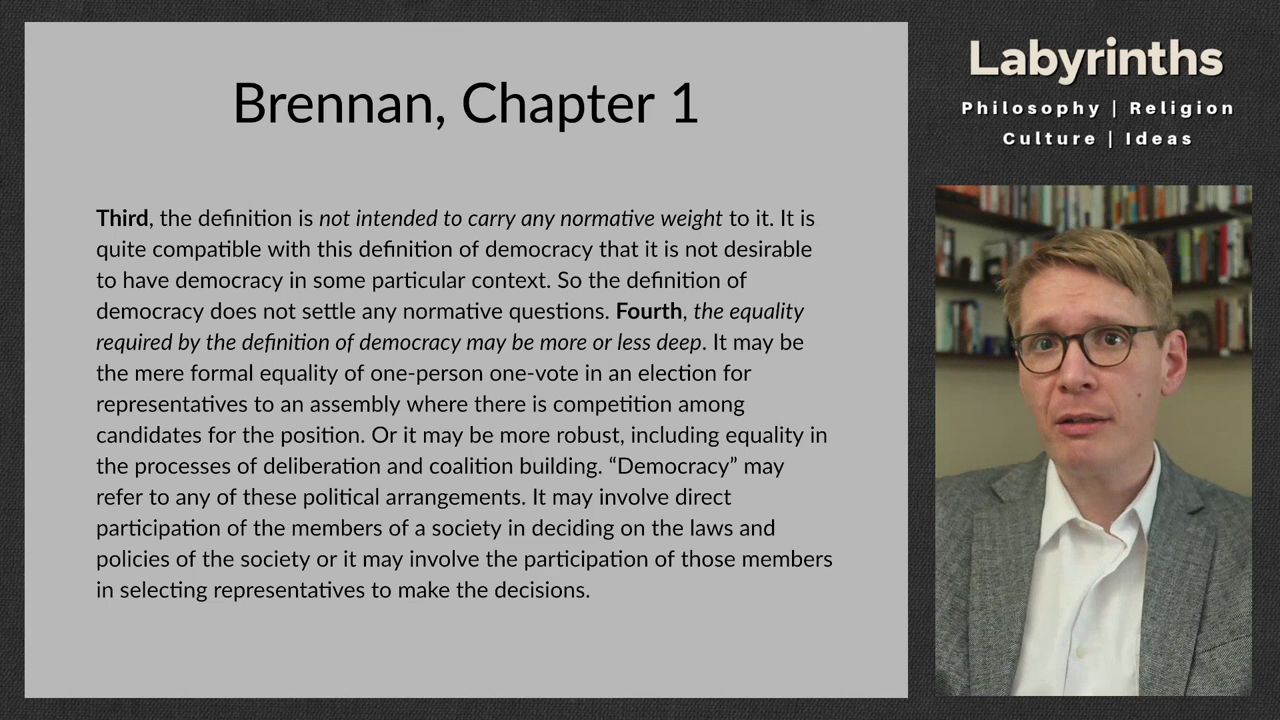 Brennan, Chapter 1
Third, the definition is not intended to carry any normative weight to it. It is
quite compatible with this definition of democracy that it is not desirable
to have democracy in some particular context. So the definition of
democracy does not settle any normative questions. Fourth, the equality
required by the definition of democracy may be more or less deep. It may be
the mere formal equality of one-person one-vote in an election for
representatives to an assembly where there is competition among
candidates for the position. Or it may be more robust, including equality in
the processes of deliberation and coalition building. “Democracy” may
refer to any of these political arrangements. It may involve direct
participation of the members of a society in deciding on the laws and
policies of the society or it may involve the participation of those members
in selecting representatives to make the decisions.
Labyrinths
Philosophy | Religion
Culture | Ideas